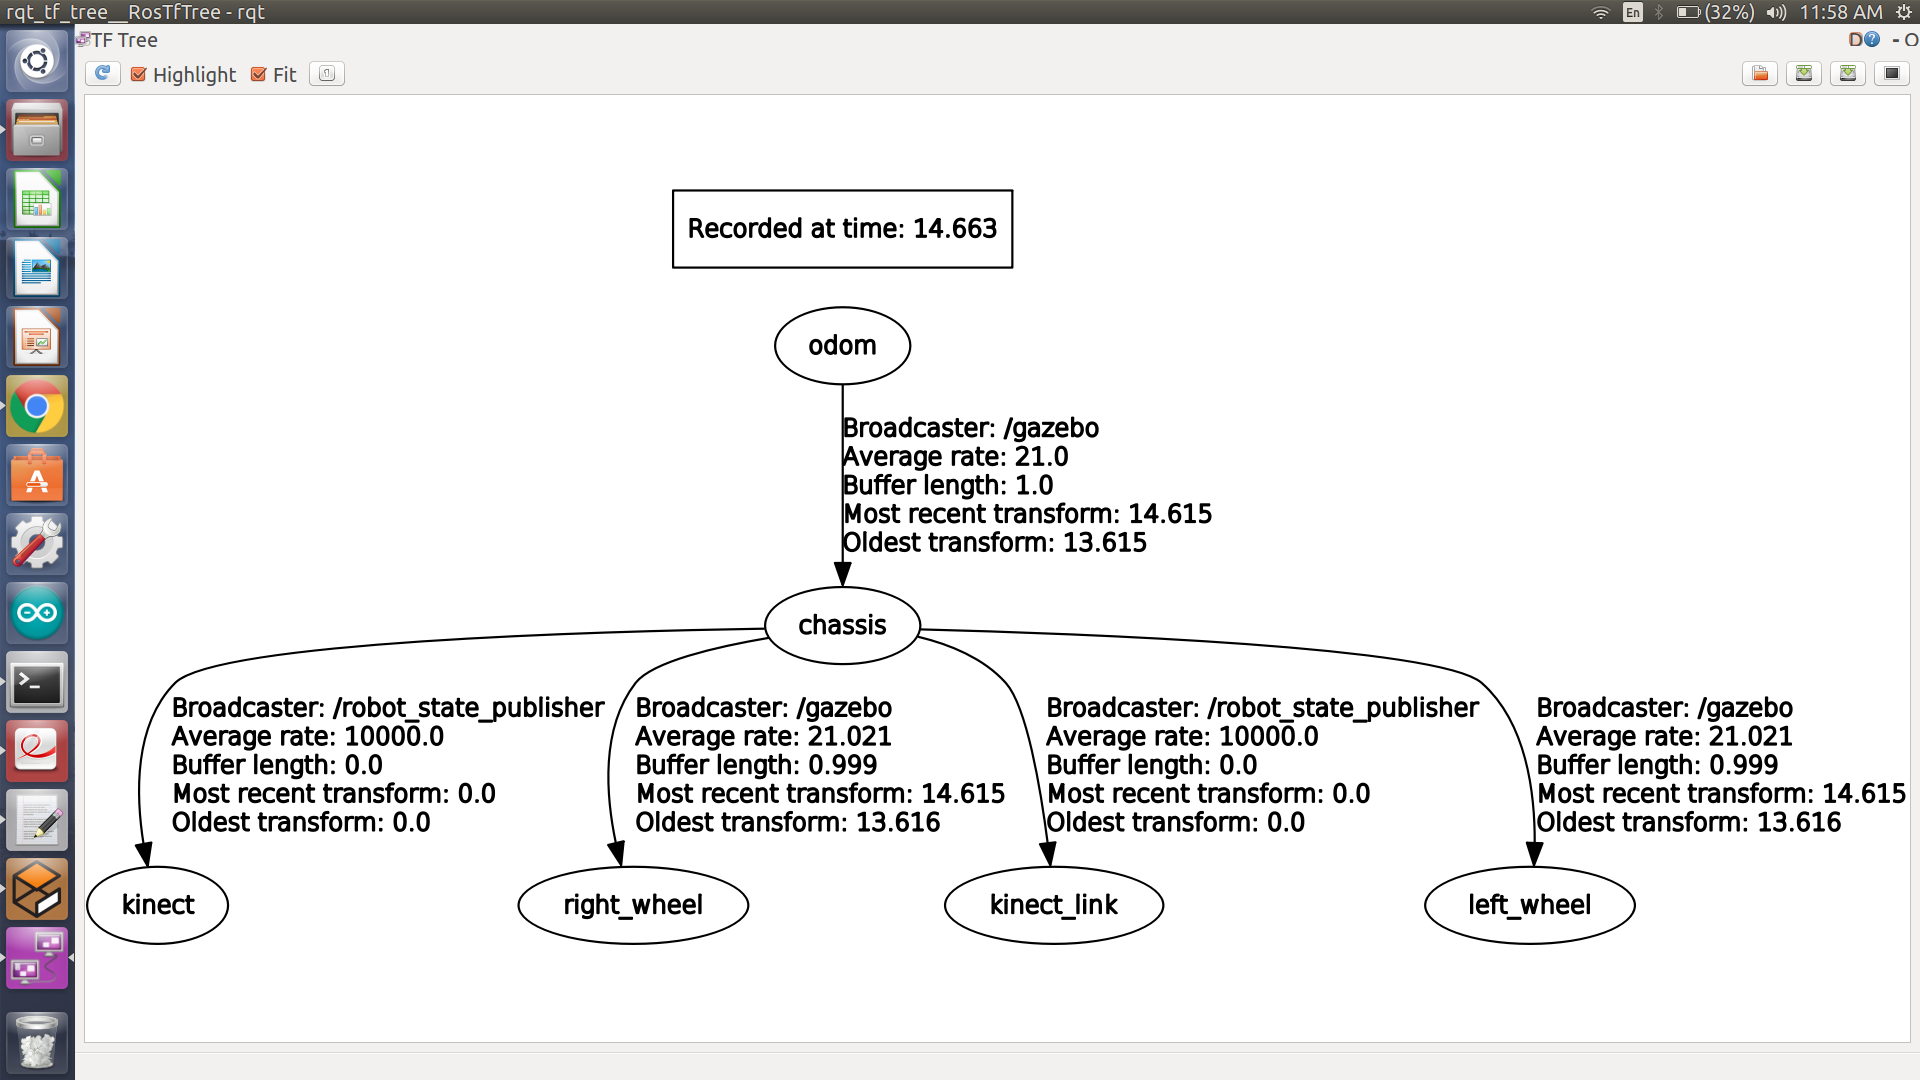 rqt_tf_tree__RosTfTree - rqt
En
(32%)
11:58 AM
TF Tree
D
- O
Highlight
Fit
Recorded at time: 14.663
odom
Broadcaster: /gazebo
Average rate: 21.0
Buffer length: 1.0
Most recent transform: 14.615
Oldest transform: 13.615
chassis
Broadcaster: /robot_state_publisher
Average rate: 10000.0
Buffer length: 0.0
Most recent transform: 0.0
Oldest transform: 0.0
Broadcaster: /gazebo
Average rate: 21.021
Buffer length: 0.999
Most recent transform: 14.615
Oldest transform: 13.616
Broadcaster: /robot_state_publisher
Average rate: 10000.0
Buffer length: 0.0
Most recent transform: 0.0
Oldest transform: 0.0
Broadcaster: /gazebo
Average rate: 21.021
Buffer length: 0.999
Most recent transform: 14.615
Oldest transform: 13.616
kinect
right_wheel
kinect_link
left_wheel